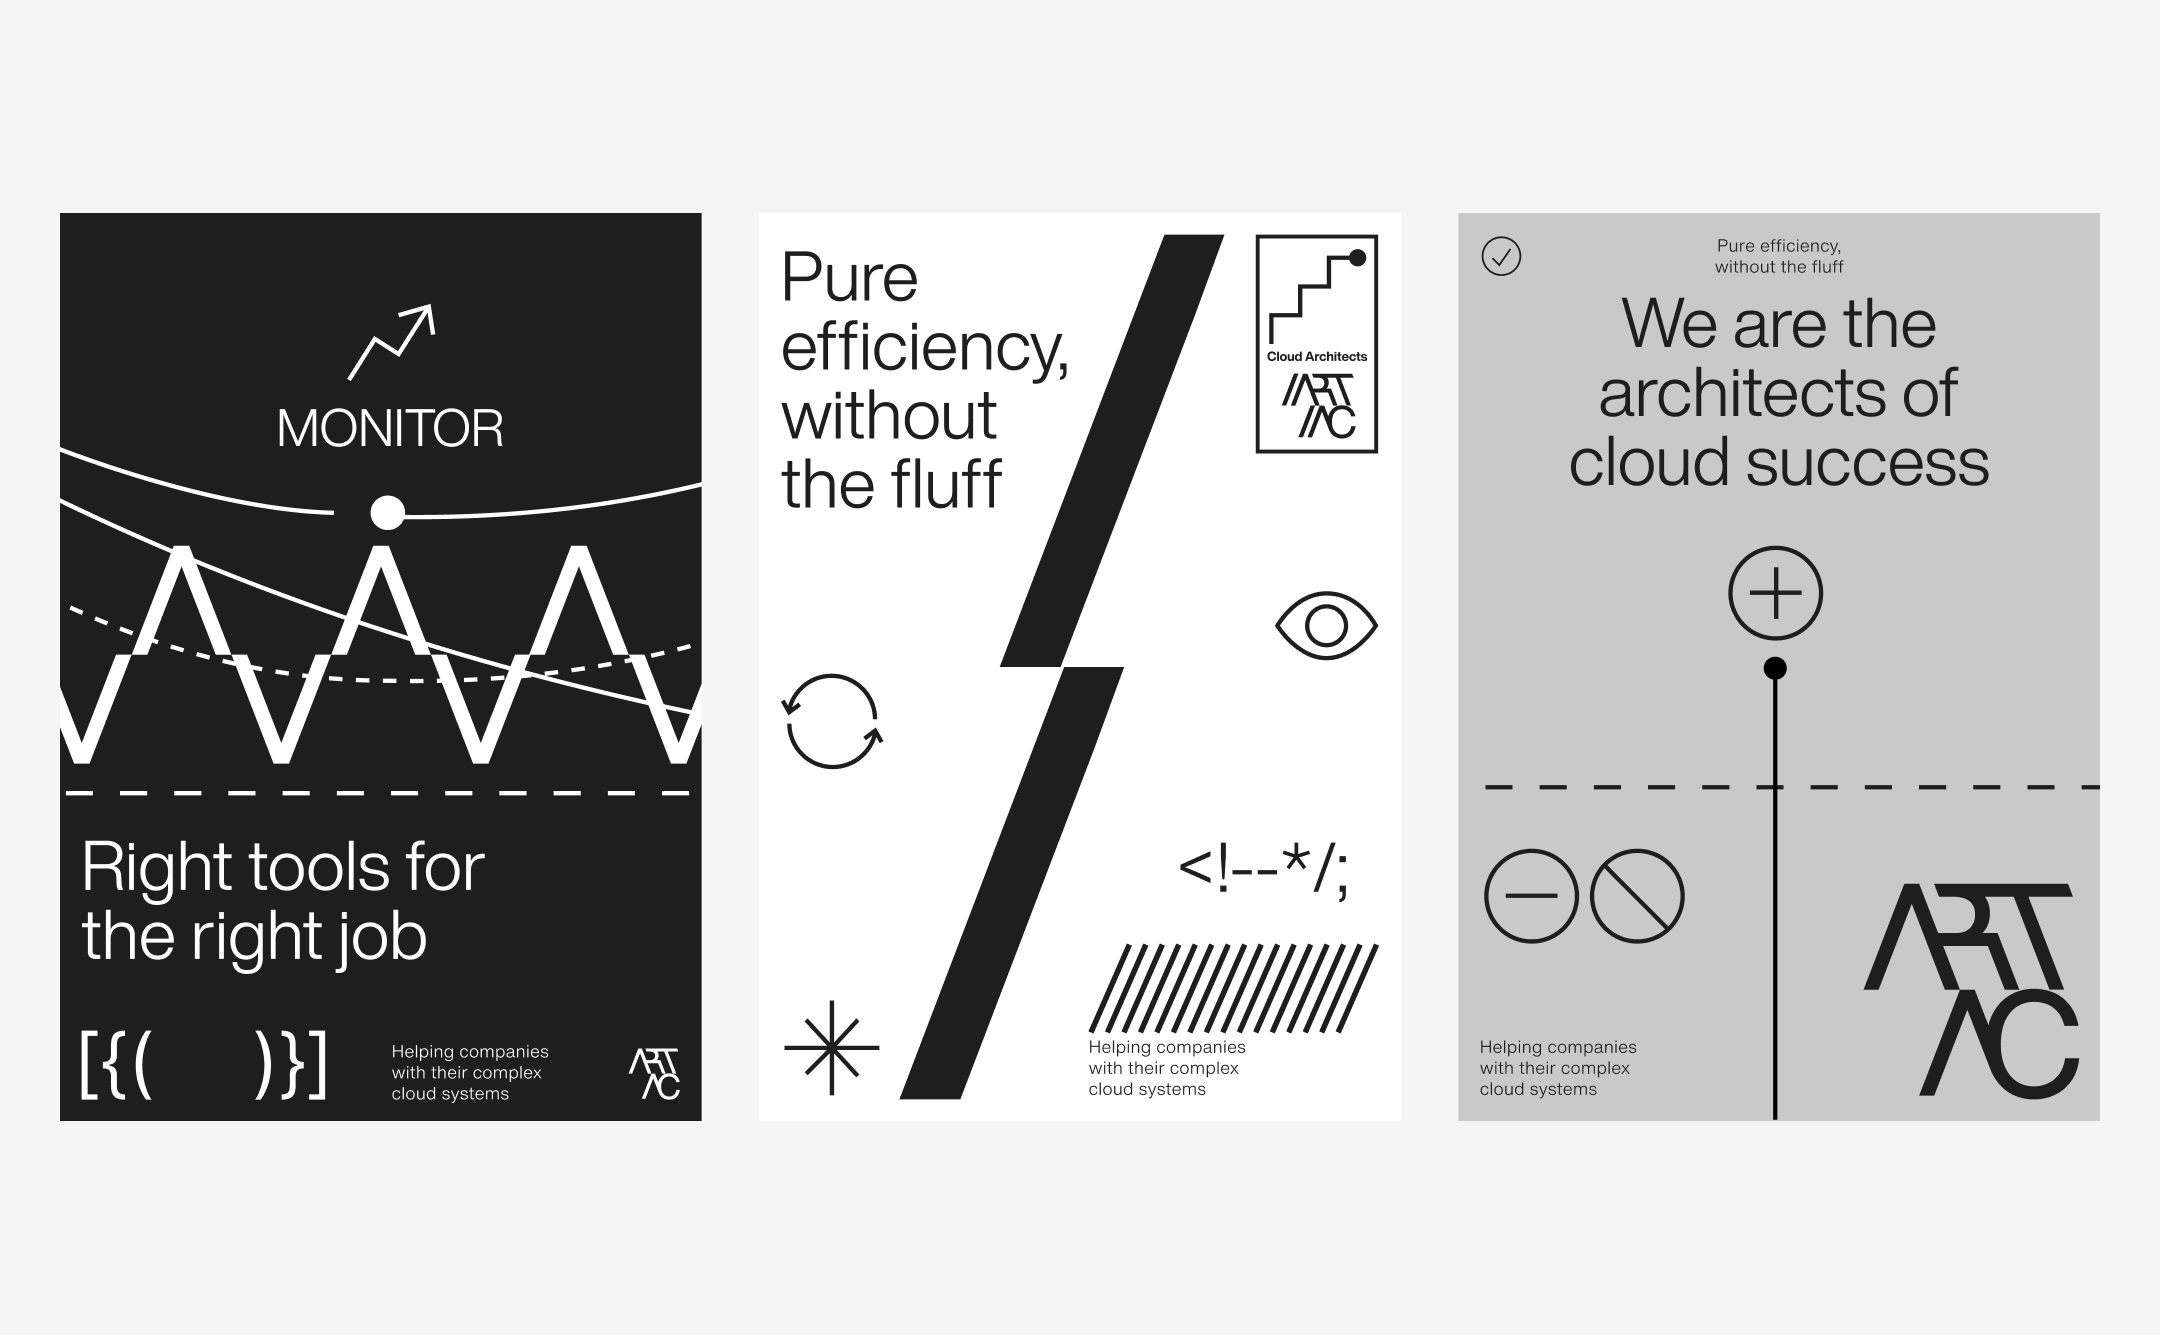 MONITOR
Right tools for
the right job
[{( )}]
Helping companies
with their complex
cloud systems
ART
AC
Pure
efficiency,
without
the fluff
Cloud Architects
//ART
//AC
<!--*/;
Helping companies
with their complex
cloud systems
Pure efficiency,
without the fluff
We are the
architects of
cloud success
Helping companies
with their complex
cloud systems
ART
AC